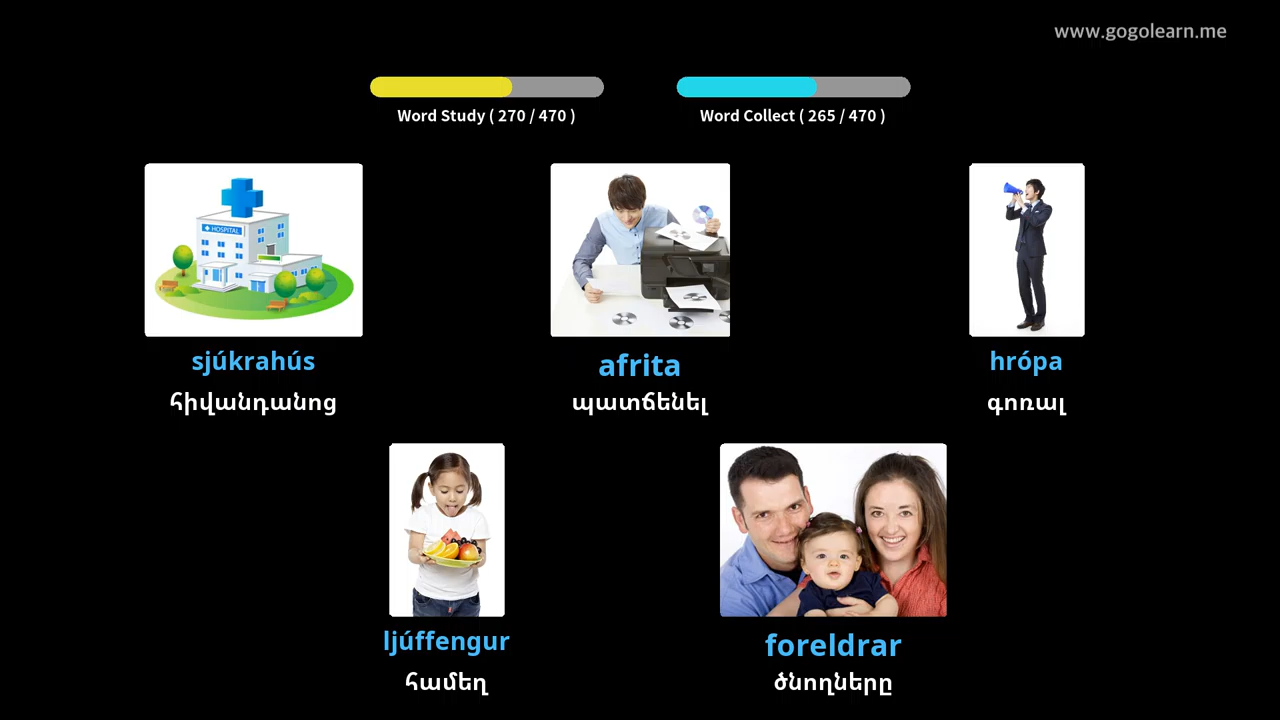 www.gogolearn.me
Word Study ( 270 / 470 )
Word Collect ( 265 / 470 )
HOSPITAL
sjúkrahús
հիվանդանոց
afrita
պատճենել
hrópa
գոռալ
ljúffengur
համեղ
foreldrar
ծնողները